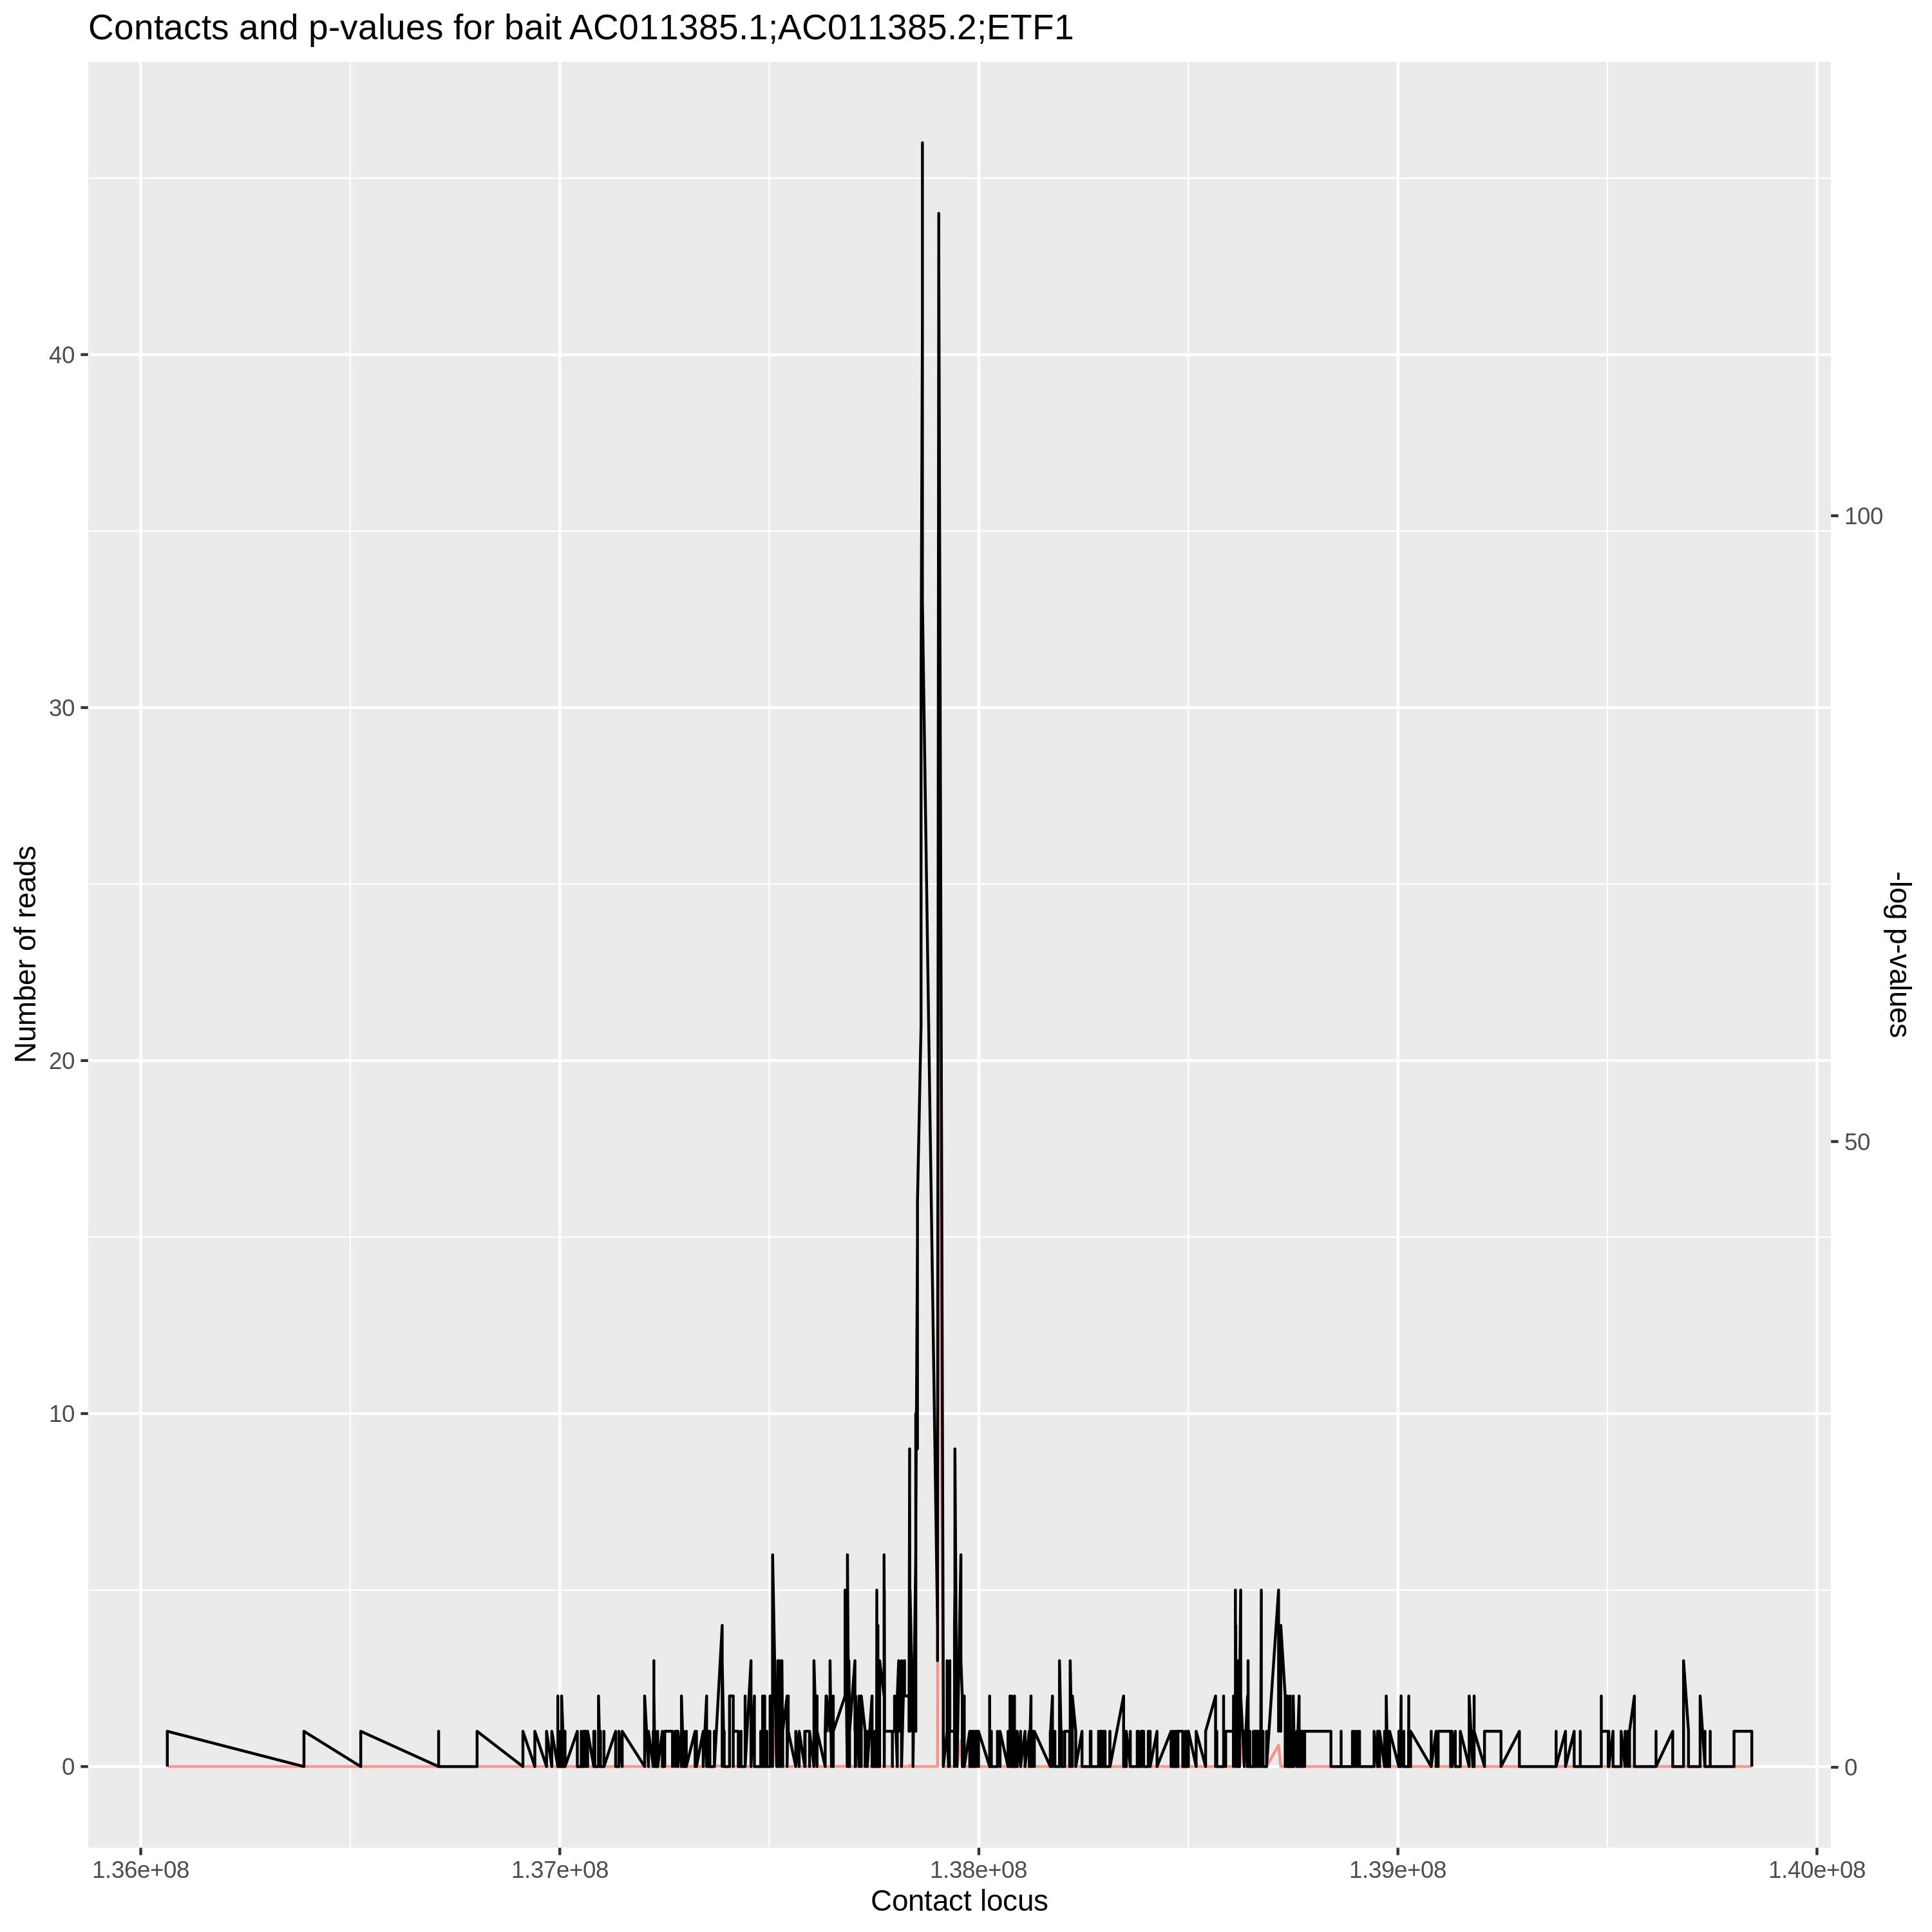 Contacts and p-values for bait AC011385.1;AC011385.2;ETF1
40
30
20
10
0
Number of reads
100
50
0
-log p-values
1.36e+08
1.37e+08
1.38e+08
1.39e+08
1.40e+08
Contact locus